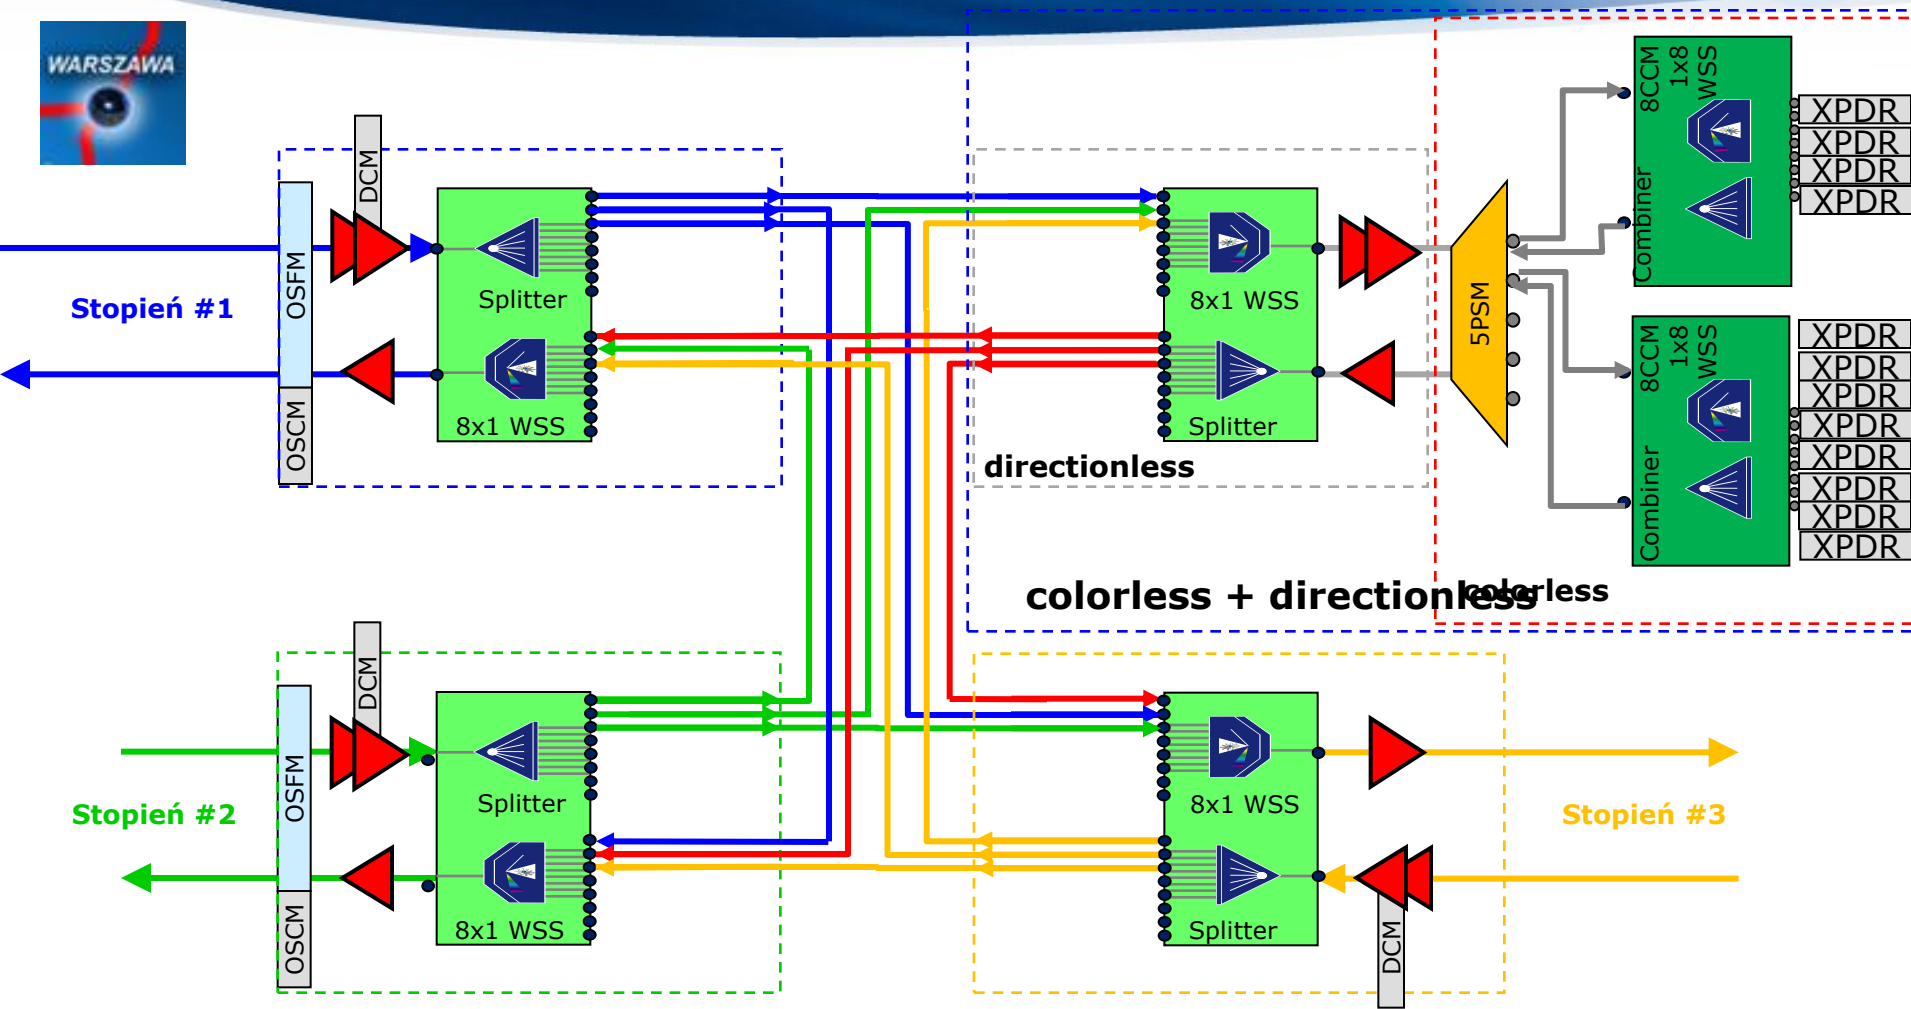 WARSZAWA
DCM
OSFM
OSCM
Stopień #1
Splitter
8x1 WSS
8x1 WSS
Splitter
directionless
5PSM
8CCM
1x8
WSS
Combiner
XPDR
XPDR
XPDR
XPDR
8CCM
1x8
WSS
Combiner
XPDR
XPDR
XPDR
XPDR
XPDR
XPDR
XPDR
XPDR
colorless + directionless
colorless
DCM
OSFM
OSCM
Stopień #2
Splitter
8x1 WSS
8x1 WSS
Splitter
DCM
Stopień #3